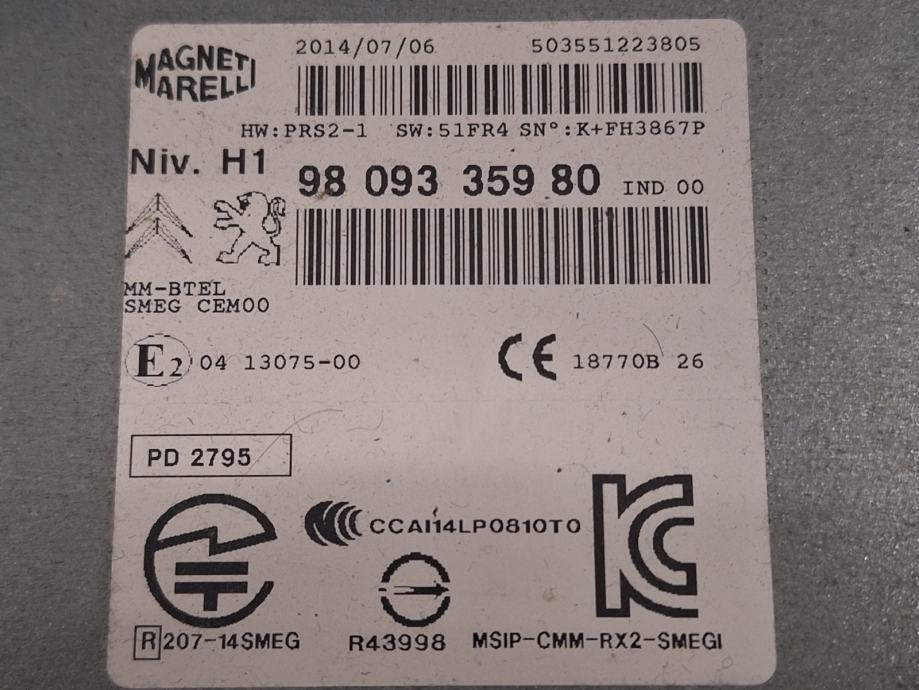 MAGNETI MARELLI
2014/07/06 503551223805
HW:PRS2-1 SW:51FR4 SN°:K+FH3867P
Niv. H1
98 093 359 80 IND 00
MM-BTEL
SMEG CEM00
E2 04 13075-00
CE 18770B 26
PD 2795
CCAI14LP0810T0
R 207-14SMEG
R43998
MSIP-CMM-RX2-SMEGI